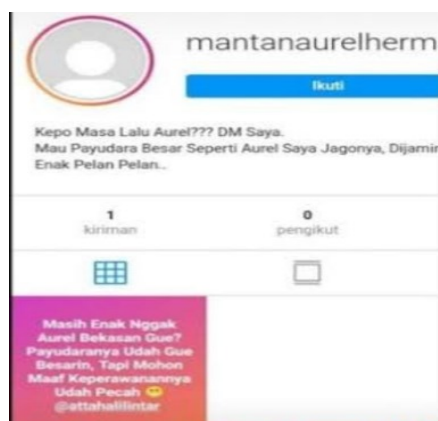 mantanaurelherm
Ikuti
Kepo Masa Lalu Aurel??? DM Saya.
Mau Payudara Besar Seperti Aurel Saya Jagonya, Dijamin
Enak Pelan Pelan..
1
kiriman
0
pengikut
Masih Enak Nggak
Aurel Bekasan Gue?
Payudaranya Udah Gue
Besarin, Tapi Mohon
Maaf Keperawanannya
Udah Pecah
@attahalilintar